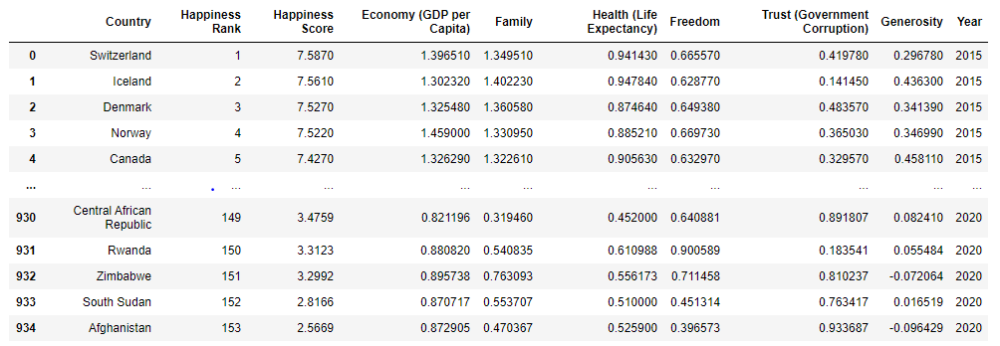 Country Happiness Rank Happiness Score Economy (GDP per Capita) Family Health (Life Expectancy) Freedom Trust (Government Corruption) Generosity Year
0 Switzerland 1 7.5870 1.396510 1.349510 0.941430 0.665570 0.419780 0.296780 2015
1 Iceland 2 7.5610 1.302320 1.402230 0.947840 0.628770 0.141450 0.436300 2015
2 Denmark 3 7.5270 1.325480 1.360580 0.874640 0.649380 0.483570 0.341390 2015
3 Norway 4 7.5220 1.459000 1.330950 0.885210 0.669730 0.365030 0.346990 2015
4 Canada 5 7.4270 1.326290 1.322610 0.905630 0.632970 0.329570 0.458110 2015
... ... ... ... ... ... ... ... ... ... ...
930 Central African Republic 149 3.4759 0.821196 0.319460 0.452000 0.640881 0.891807 0.082410 2020
931 Rwanda 150 3.3123 0.880820 0.540835 0.610988 0.900589 0.183541 0.055484 2020
932 Zimbabwe 151 3.2992 0.895738 0.763093 0.556173 0.711458 0.810237 -0.072064 2020
933 South Sudan 152 2.8166 0.870717 0.553707 0.510000 0.451314 0.763417 0.016519 2020
934 Afghanistan 153 2.5669 0.872905 0.470367 0.525900 0.396573 0.933687 -0.096429 2020